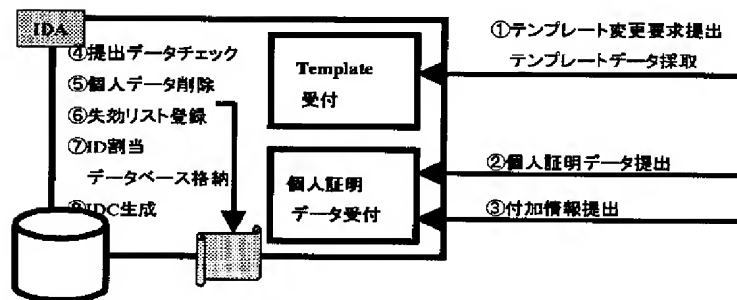 IDA
④提出データチェック
⑤個人データ削除
⑥失効リスト登録
⑦ID割当
データベース格納
⑧IDC生成
Template
受付
個人証明
データ受付
①テンプレート変更要求提出
テンプレートデータ採取
②個人証明データ提出
③付加情報提出